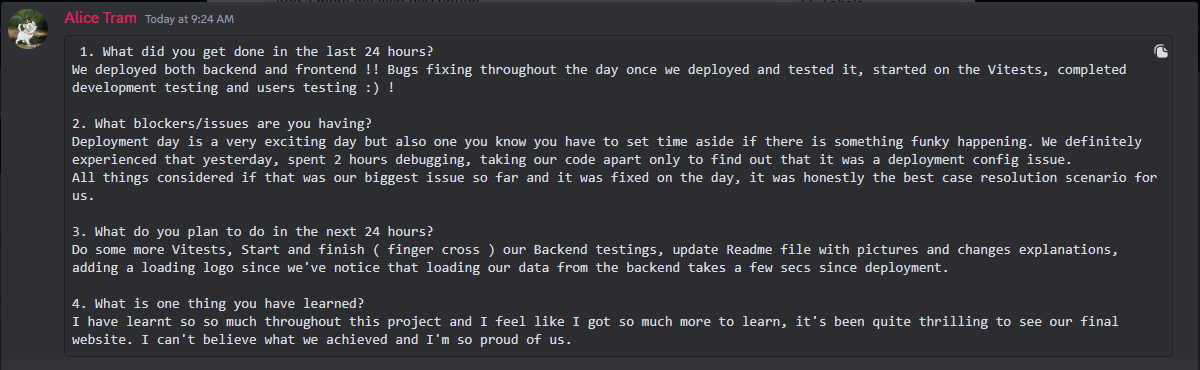 Alice Tram Today at 9:24 AM
1. What did you get done in the last 24 hours?
We deployed both backend and frontend !! Bugs fixing throughout the day once we deployed and tested it, started on the Vitests, completed
development testing and users testing :) !
2. What blockers/issues are you having?
Deployment day is a very exciting day but also one you know you have to set time aside if there is something funky happening. We definitely
experienced that yesterday, spent 2 hours debugging, taking our code apart only to find out that it was a deployment config issue.
All things considered if that was our biggest issue so far and it was fixed on the day, it was honestly the best case resolution scenario for
us.
3. What do you plan to do in the next 24 hours?
Do some more Vitests, Start and finish ( finger cross ) our Backend testings, update Readme file with pictures and changes explanations,
adding a loading logo since we've notice that loading our data from the backend takes a few secs since deployment.
4. What is one thing you have learned?
I have learnt so so much throughout this project and I feel like I got so much more to learn, it's been quite thrilling to see our final
website. I can't believe what we achieved and I'm so proud of us.